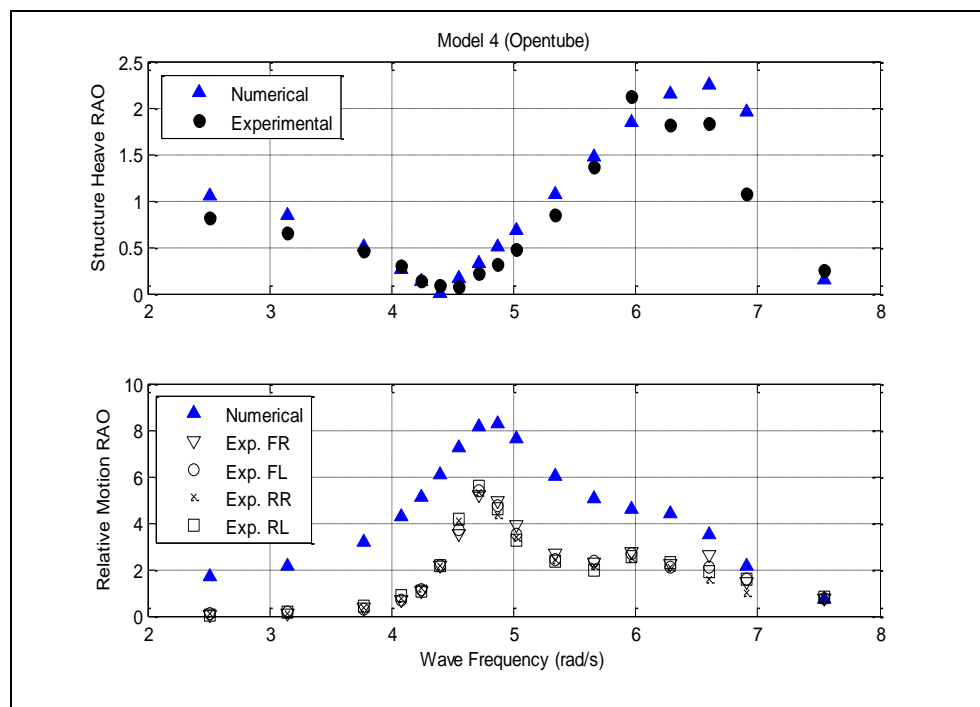 Model 4 (Opentube)
Structure Heave RAO
2.5
2
1.5
1
0.5
0
Numerical
Experimental
2 3 4 5 6 7 8
Relative Motion RAO
10
8
6
4
2
0
Numerical
Exp. FR
Exp. FL
Exp. RR
Exp. RL
2 3 4 5 6 7 8
Wave Frequency (rad/s)